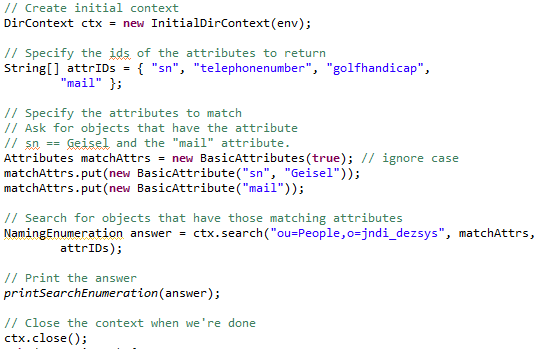 // Create initial context
DirContext ctx = new InitialDirContext(env);
// Specify the ids of the attributes to return
String[] attrIDs = { "sn", "telephonenumber", "golfhandicap",
"mail" };
// Specify the attributes to match
// Ask for objects that have the attribute
// sn == Geisel and the "mail" attribute.
Attributes matchAttrs = new BasicAttributes(true); // ignore case
matchAttrs.put(new BasicAttribute("sn", "Geisel"));
matchAttrs.put(new BasicAttribute("mail"));
// Search for objects that have those matching attributes
NamingEnumeration answer = ctx.search("ou=People,o=jndi_dezsys", matchAttrs,
attrIDs);
// Print the answer
printSearchEnumeration(answer);
// Close the context when we're done
ctx.close();